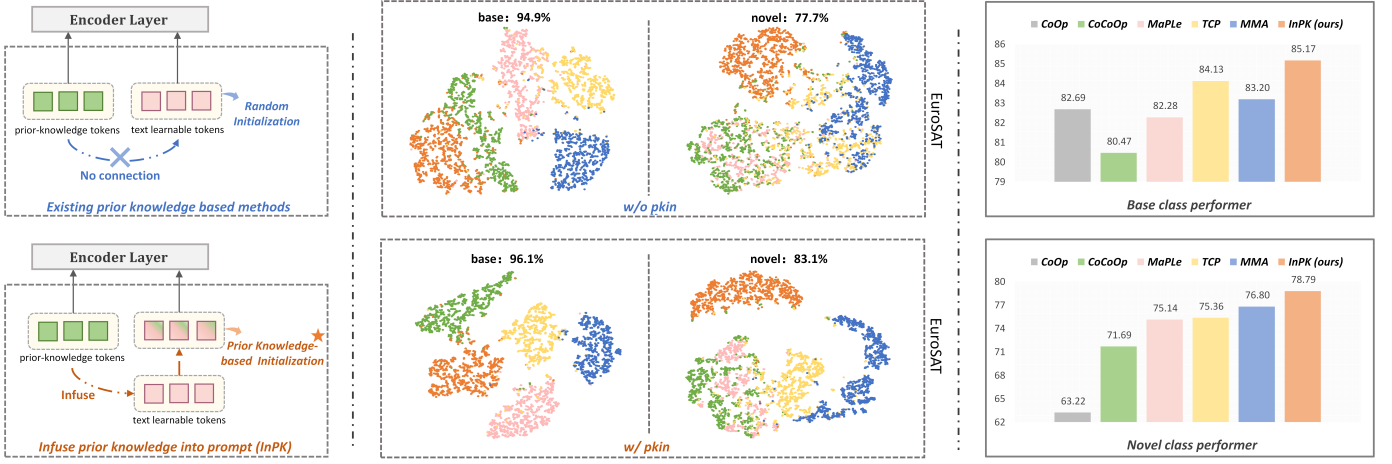 Encoder Layer
prior-knowledge tokens
text learnable tokens
Random
Initialization
No connection
Existing prior knowledge based methods
Encoder Layer
prior-knowledge tokens
Prior Knowledge-
based Initialization
Infuse
text learnable tokens
Infuse prior knowledge into prompt (InPK)
base: 94.9%
novel: 77.7%
EuroSAT
w/o pkin
base: 96.1%
novel: 83.1%
EuroSAT
w/ pkin
CoOp CoCoOp MaPLe TCP MMA InPK (ours)
86
85
84
83
82
81
80
79
82.69
80.47
82.28
84.13
83.20
85.17
Base class performer
CoOp CoCoOp MaPLe TCP MMA InPK (ours)
80
77
74
71
68
65
62
63.22
71.69
75.14
75.36
76.80
78.79
Novel class performer